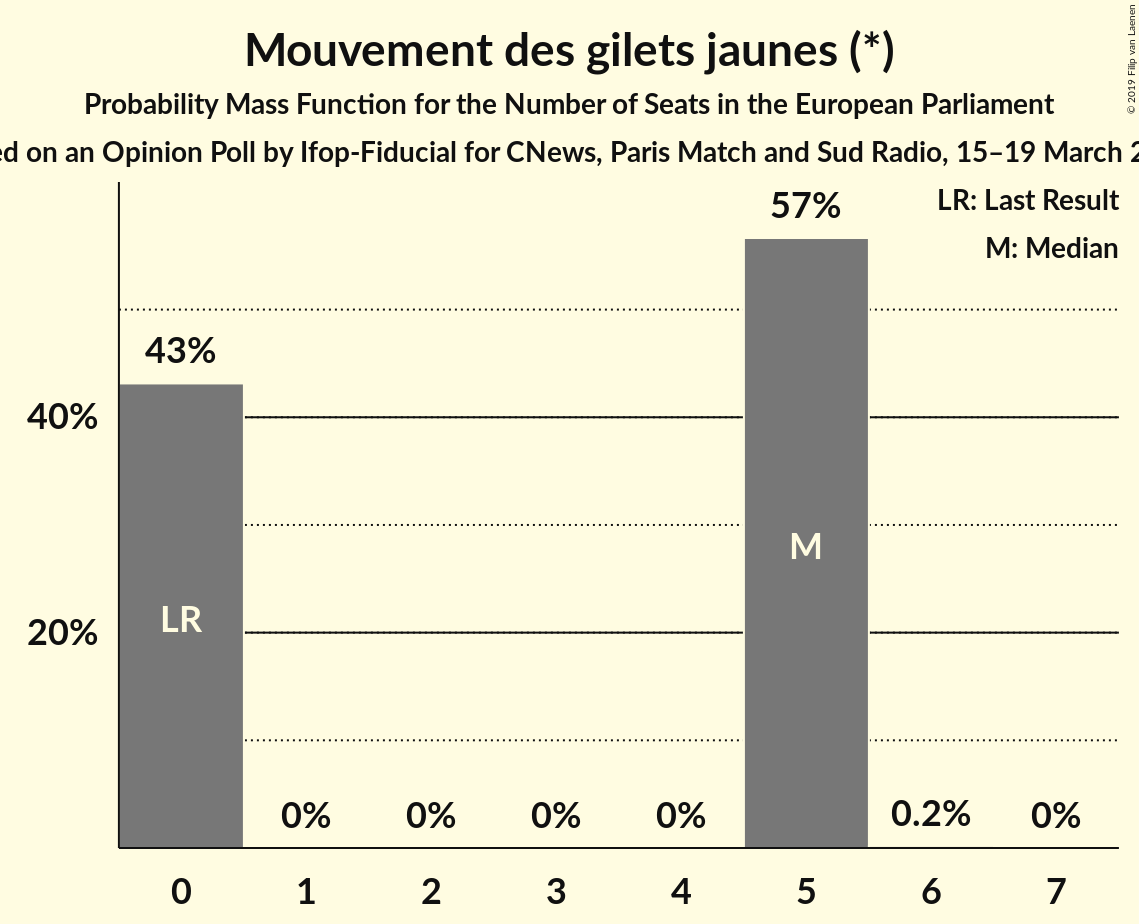 Mouvement des gilets jaunes (*)
Probability Mass Function for the Number of Seats in the European Parliament
ed on an Opinion Poll by Ifop-Fiducial for CNews, Paris Match and Sud Radio, 15–19 March 2
© 2019 Filip van Laenen
LR: Last Result
M: Median
57%
43%
40%
M
LR
20%
0% 0% 0% 0% 0.2% 0%
0 1 2 3 4 5 6 7